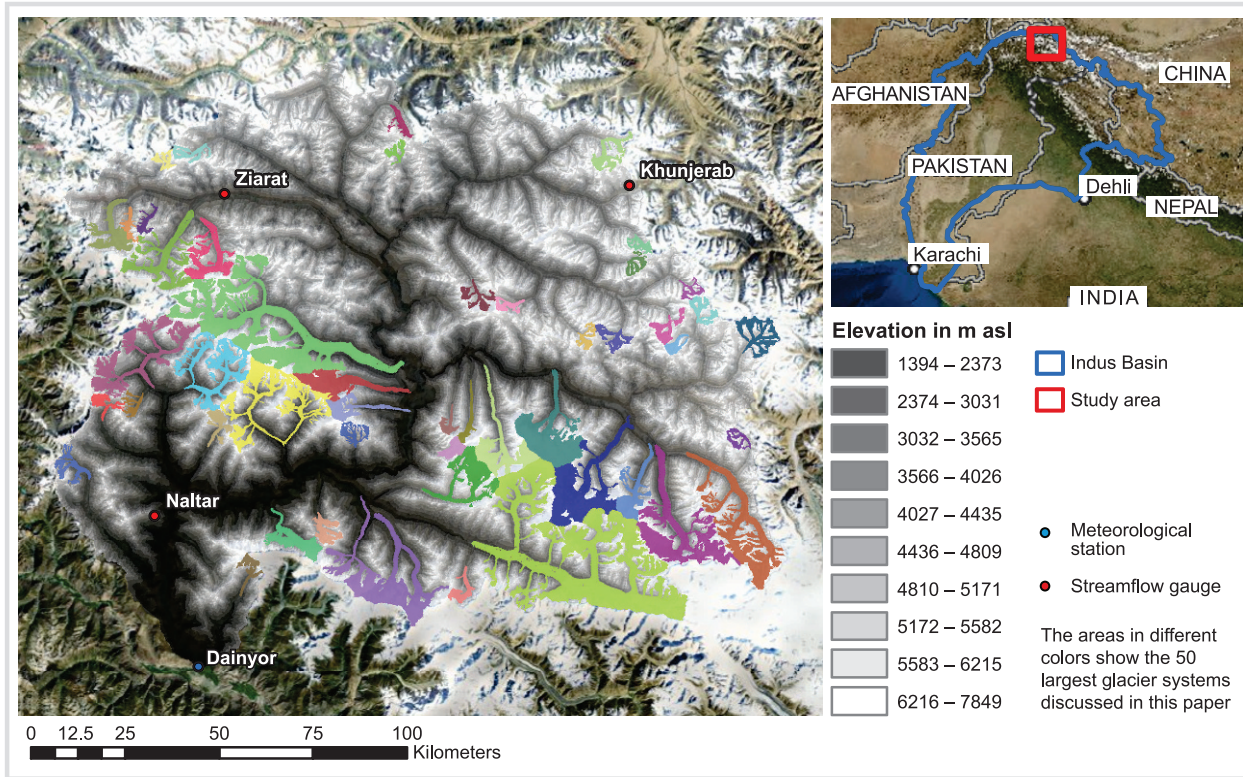 Ziarat
Khunjerab
Naltar
Dainyor
0 12.5 25 50 75 100
Kilometers
CHINA
AFGHANISTAN
PAKISTAN
Dehli
NEPAL
Karachi
INDIA
Elevation in m asl
1394 – 2373
2374 – 3031
3032 – 3565
3566 – 4026
4027 – 4435
4436 – 4809
4810 – 5171
5172 – 5582
5583 – 6215
6216 – 7849
Indus Basin
Study area
Meteorological
station
Streamflow gauge
The areas in different
colors show the 50
largest glacier systems
discussed in this paper